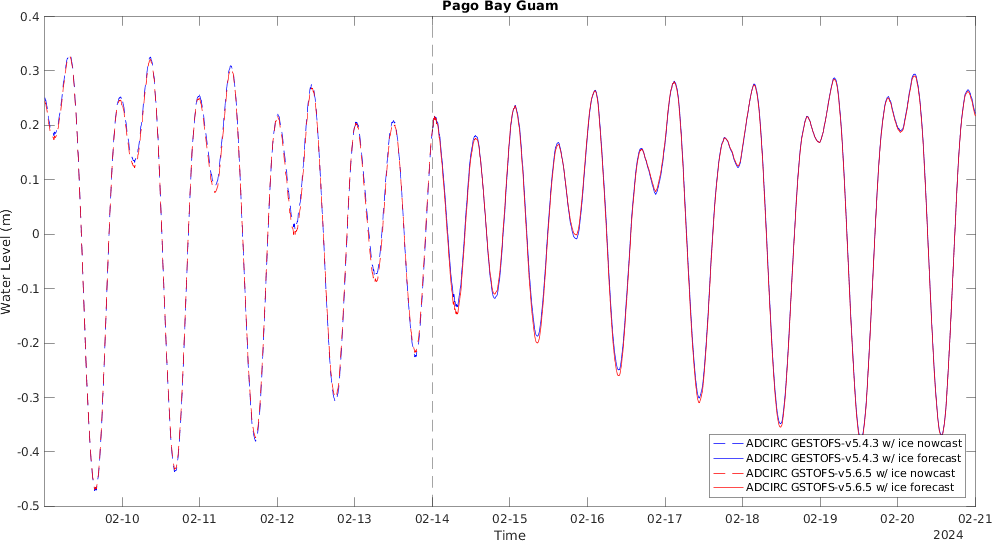 Pago Bay Guam
0.4
0.3
0.2
0.1
0
-0.1
-0.2
-0.3
-0.4
-0.5
Water Level (m)
ADCIRC GESTOFS-v5.4.3 w/ ice nowcast
ADCIRC GESTOFS-v5.4.3 w/ ice forecast
ADCIRC GSTOFS-v5.6.5 w/ ice nowcast
ADCIRC GSTOFS-v5.6.5 w/ ice forecast
02-10 02-11 02-12 02-13 02-14 02-15 02-16 02-17 02-18 02-19 02-20 02-21
Time
2024